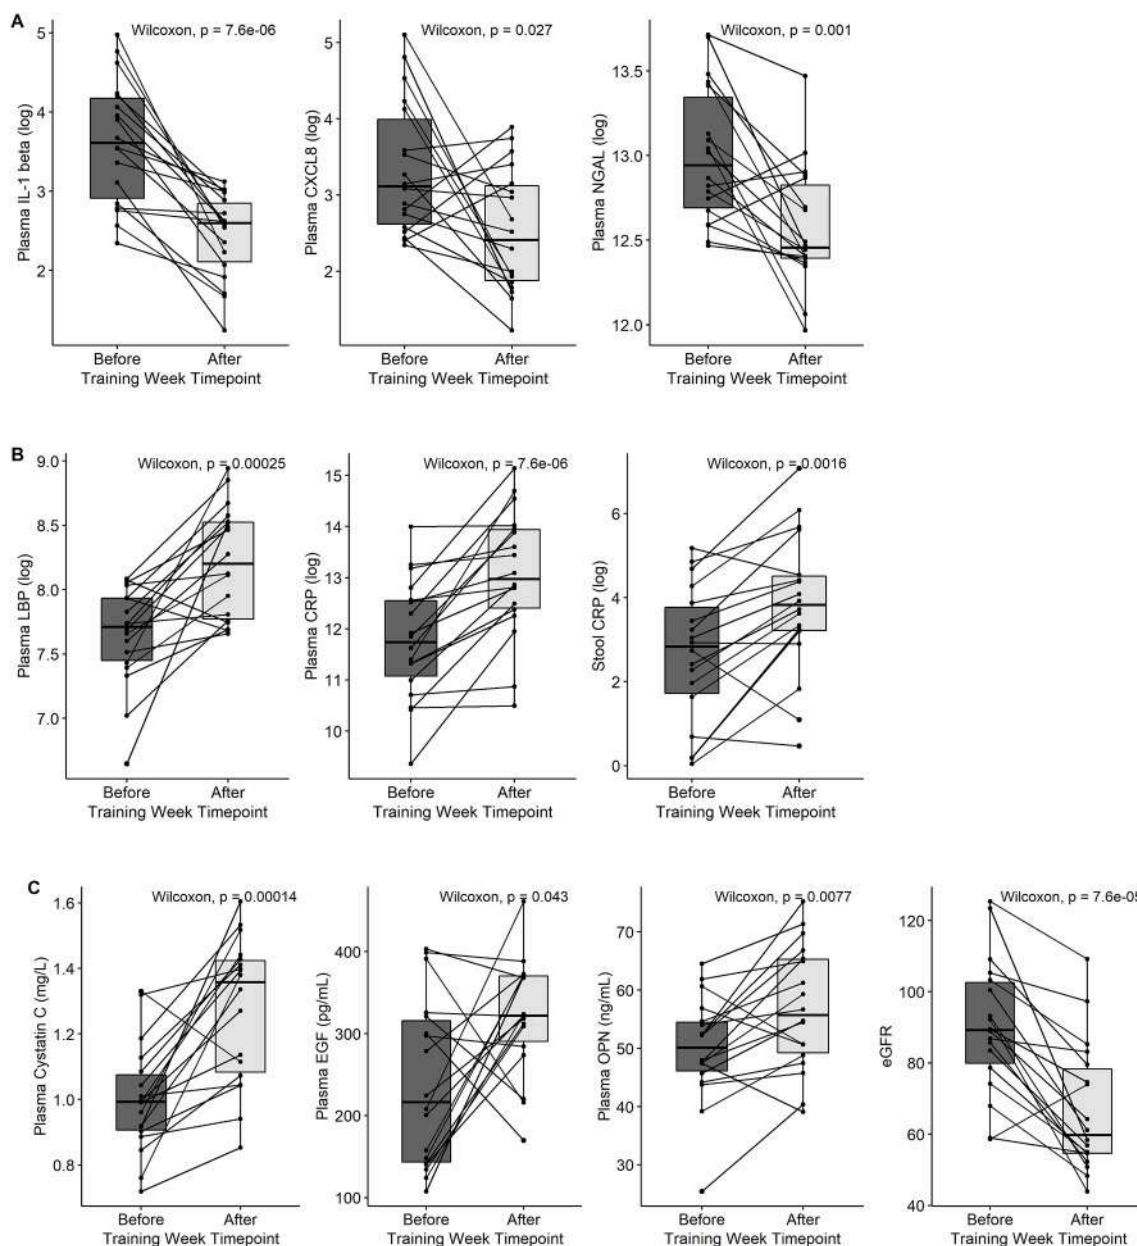 A
Wilcoxon, p = 7.6e-06
Plasma IL-1 beta (log)
5
4
3
2
Before After
Training Week Timepoint
Wilcoxon, p = 0.027
Plasma CXCL8 (log)
5
4
3
2
Before After
Training Week Timepoint
Wilcoxon, p = 0.001
Plasma NGAL (log)
13.5
13.0
12.5
12.0
Before After
Training Week Timepoint
B
Wilcoxon, p = 0.00025
Plasma LBP (log)
9.0
8.5
8.0
7.5
7.0
Before After
Training Week Timepoint
Wilcoxon, p = 7.6e-06
Plasma CRP (log)
15
14
13
12
11
10
Before After
Training Week Timepoint
Wilcoxon, p = 0.0016
Stool CRP (log)
6
4
2
0
Before After
Training Week Timepoint
C
Wilcoxon, p = 0.00014
Plasma Cystatin C (mg/L)
1.6
1.4
1.2
1.0
0.8
Before After
Training Week Timepoint
Wilcoxon, p = 0.043
Plasma EGF (pg/mL)
400
300
200
100
Before After
Training Week Timepoint
Wilcoxon, p = 0.0077
Plasma OPN (ng/mL)
70
60
50
40
30
Before After
Training Week Timepoint
Wilcoxon, p = 7.6e-05
eGFR
120
100
80
60
40
Before After
Training Week Timepoint